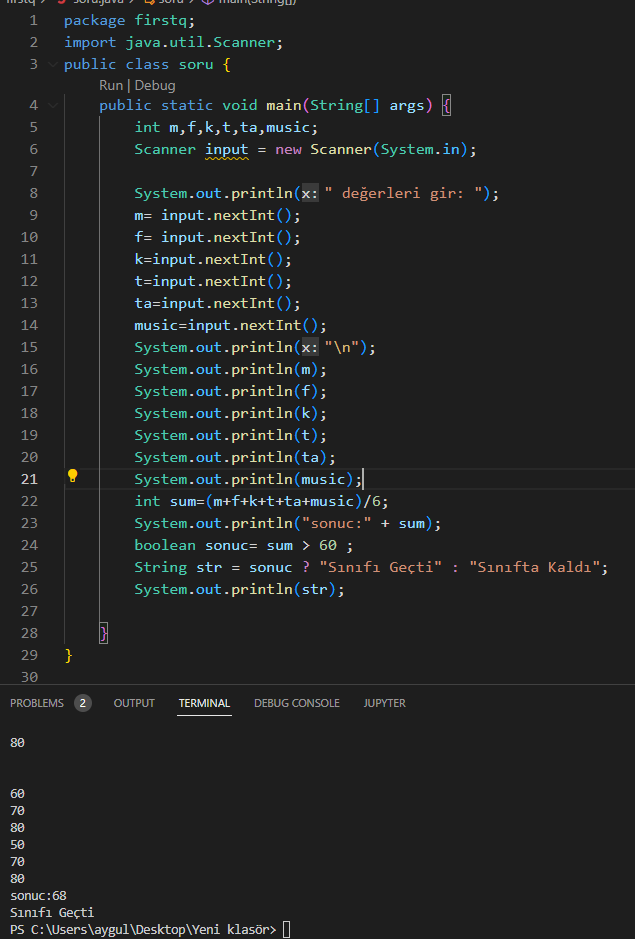 firstq > soru.java > soru > main(String[])
1 package firstq;
2 import java.util.Scanner;
3 public class soru {
Run | Debug
4 public static void main(String[] args) {
5 int m,f,k,t,ta,music;
6 Scanner input = new Scanner(System.in);
7
8 System.out.println(x: " değerleri gir: ");
9 m= input.nextInt();
10 f= input.nextInt();
11 k=input.nextInt();
12 t=input.nextInt();
13 ta=input.nextInt();
14 music=input.nextInt();
15 System.out.println(x: "\n");
16 System.out.println(m);
17 System.out.println(f);
18 System.out.println(k);
19 System.out.println(t);
20 System.out.println(ta);
21 System.out.println(music);
22 int sum=(m+f+k+t+ta+music)/6;
23 System.out.println("sonuc:" + sum);
24 boolean sonuc= sum > 60 ;
25 String str = sonuc ? "Sınıfı Geçti" : "Sınıfta Kaldı";
26 System.out.println(str);
27
28 }
29 }
30
PROBLEMS 2 OUTPUT TERMINAL DEBUG CONSOLE JUPYTER
80
60
70
80
50
70
80
sonuc:68
Sınıfı Geçti
PS C:\Users\aygul\Desktop\Yeni klasör>